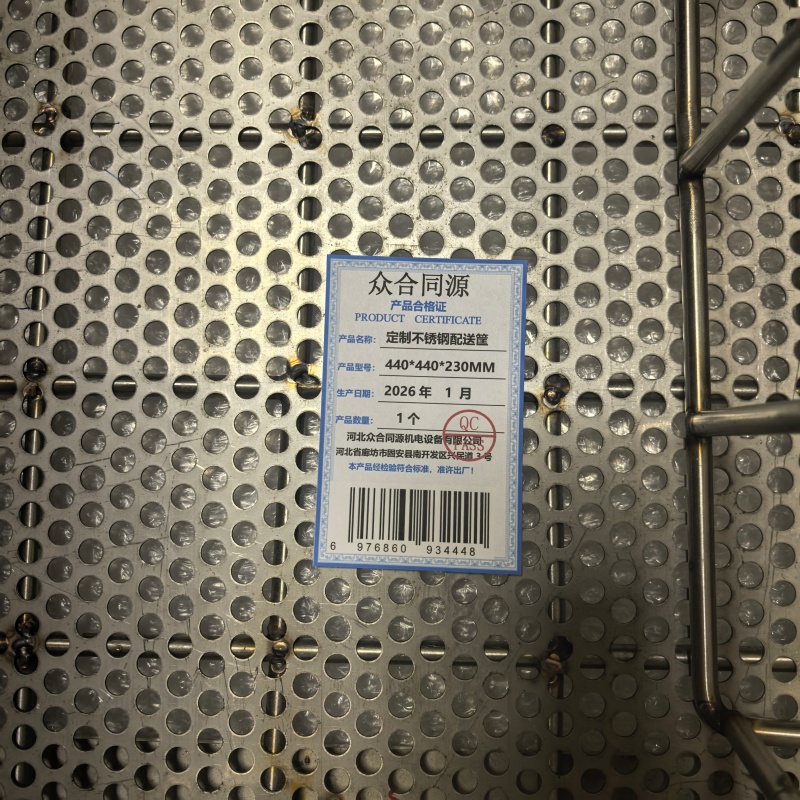 众合同源
产品合格证
PRODUCT CERTIFICATE
产品名称: 定制不锈钢配送筐
产品型号: 440*440*230MM
生产日期: 2026 年 1 月
产品数量: 1 个
QC
PASS
河北众合同源机电设备有限公司
河北省廊坊市固安县南开发区兴民道 3 号
本产品经检验符合标准，准许出厂！
6 976860 934448